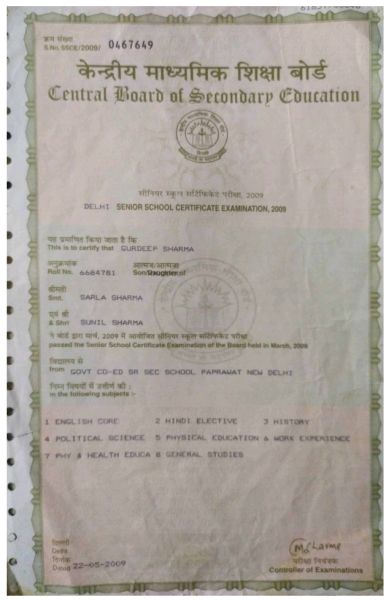 क्रम संख्या
S.No. SSCE/2009/ 0467649
केन्द्रीय माध्यमिक शिक्षा बोर्ड
Central Board of Secondary Education
सीनियर स्कूल सर्टिफिकेट परीक्षा, 2009
DELHI SENIOR SCHOOL CERTIFICATE EXAMINATION, 2009
यह प्रमाणित किया जाता है कि
This is to certify that GURDEEP SHARMA
अनुक्रमांक आत्मज/आत्मजा
Roll No. 6684781 Son/Daughter of
श्रीमती
Smt. SARLA SHARMA
एवं श्री
& Shri SUNIL SHARMA
ने बोर्ड द्वारा मार्च, 2009 में आयोजित सीनियर स्कूल सर्टिफिकेट परीक्षा
passed the Senior School Certificate Examination of the Board held in March, 2009
विद्यालय से
from GOVT CO-ED SR SEC SCHOOL PAPRAWAT NEW DELHI
निम्न विषयों में उत्तीर्ण की :
in the following subjects :-
1 ENGLISH CORE 2 HINDI ELECTIVE 3 HISTORY
4 POLITICAL SCIENCE 5 PHYSICAL EDUCATION 6 WORK EXPERIENCE
7 PHY & HEALTH EDUCA 8 GENERAL STUDIES
दिल्ली
Delhi
दिनांक
Dated 22-05-2009
परीक्षा नियंत्रक
Controller of Examinations